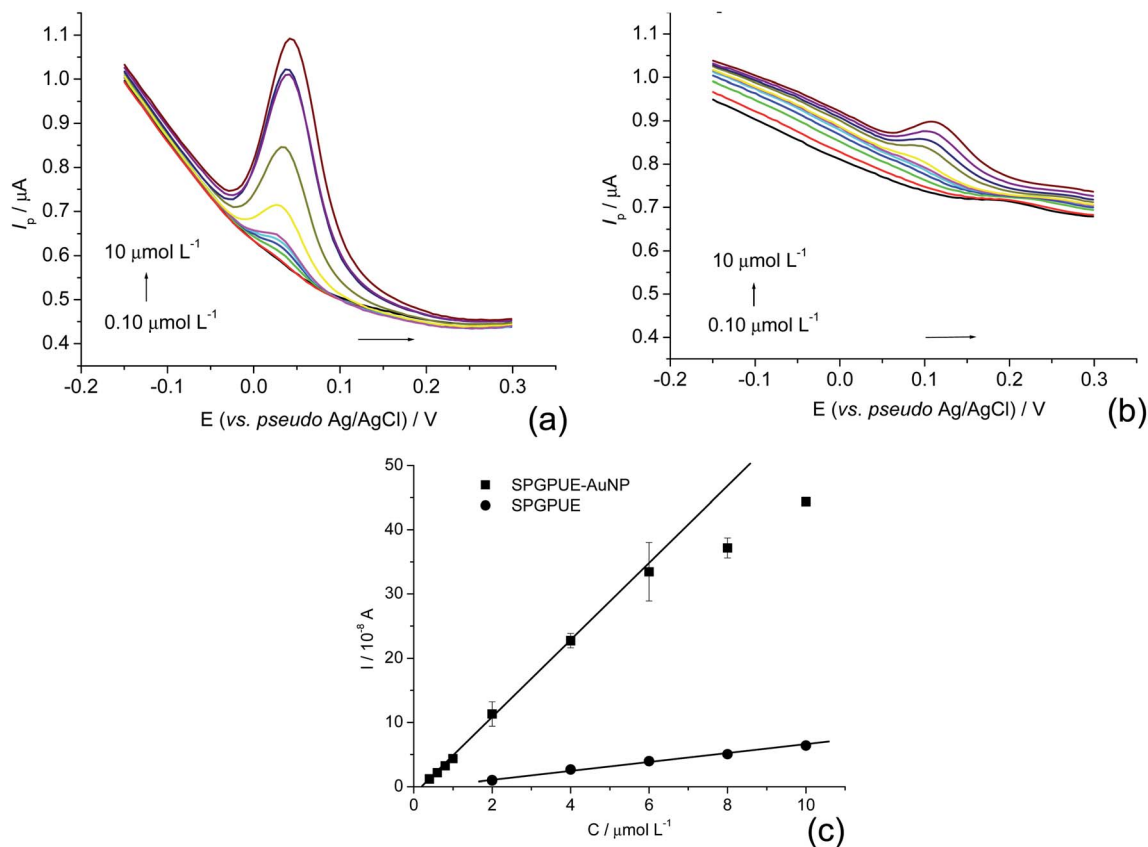 1.1
1.0
0.9
0.8
0.7
0.6
0.5
0.4
I_p / μA
10 μmol L⁻¹
0.10 μmol L⁻¹
-0.2 -0.1 0.0 0.1 0.2 0.3
E (vs. pseudo Ag/AgCl) / V
(a)
1.1
1.0
0.9
0.8
0.7
0.6
0.5
0.4
I_p / μA
10 μmol L⁻¹
0.10 μmol L⁻¹
-0.2 -0.1 0.0 0.1 0.2 0.3
E (vs. pseudo Ag/AgCl) / V
(b)
50
40
30
20
10
0
I / 10⁻⁸ A
SPGPUE-AuNP
SPGPUE
0 2 4 6 8 10
C / μmol L⁻¹
(c)